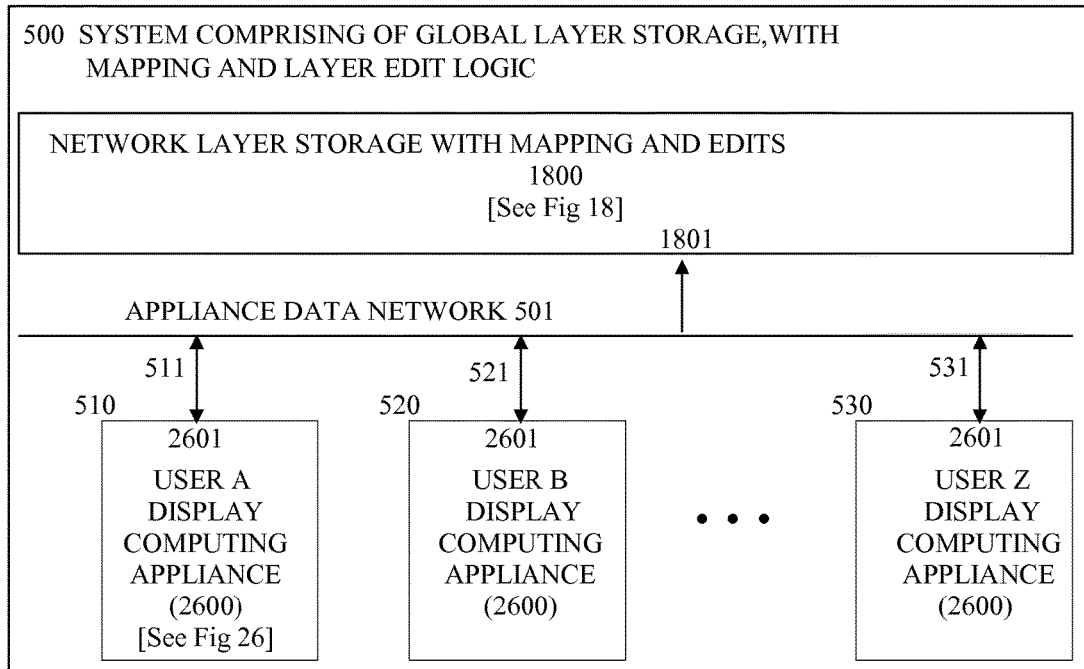 500 SYSTEM COMPRISING OF GLOBAL LAYER STORAGE,WITH
MAPPING AND LAYER EDIT LOGIC
NETWORK LAYER STORAGE WITH MAPPING AND EDITS
1800
[See Fig 18]
1801
APPLIANCE DATA NETWORK 501
511
521
531
510
520
530
2601
USER A
DISPLAY
COMPUTING
APPLIANCE
(2600)
[See Fig 26]
2601
USER B
DISPLAY
COMPUTING
APPLIANCE
(2600)
2601
USER Z
DISPLAY
COMPUTING
APPLIANCE
(2600)